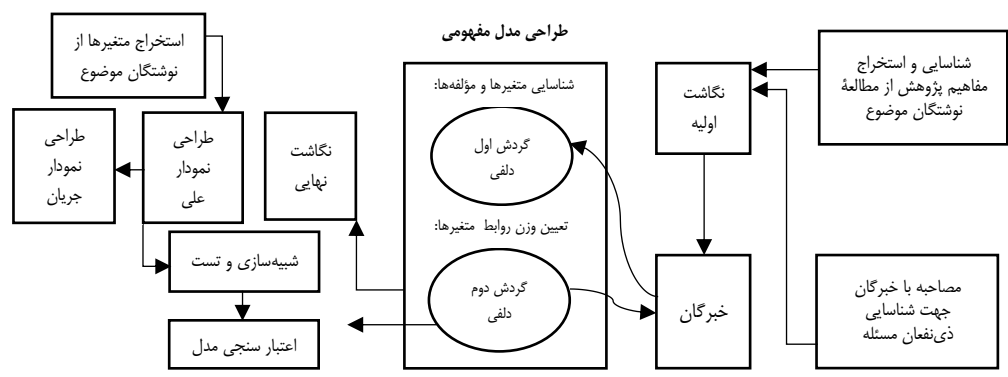 طراحی مدل مفهومی
شناسایی و استخراج
مفاهیم پژوهش از مطالعهٔ
نوشتگان موضوع
مصاحبه با خبرگان
جهت شناسایی
ذی‌نفعان مسئله
نگاشت
اولیه
خبرگان
شناسایی متغیرها و مؤلفه‌ها:
گردش اول
دلفی
تعیین وزن روابط متغیرها:
گردش دوم
دلفی
نگاشت
نهایی
استخراج متغیرها از
نوشتگان موضوع
طراحی
نمودار
علی
طراحی
نمودار
جریان
شبیه‌سازی و تست
اعتبار سنجی مدل